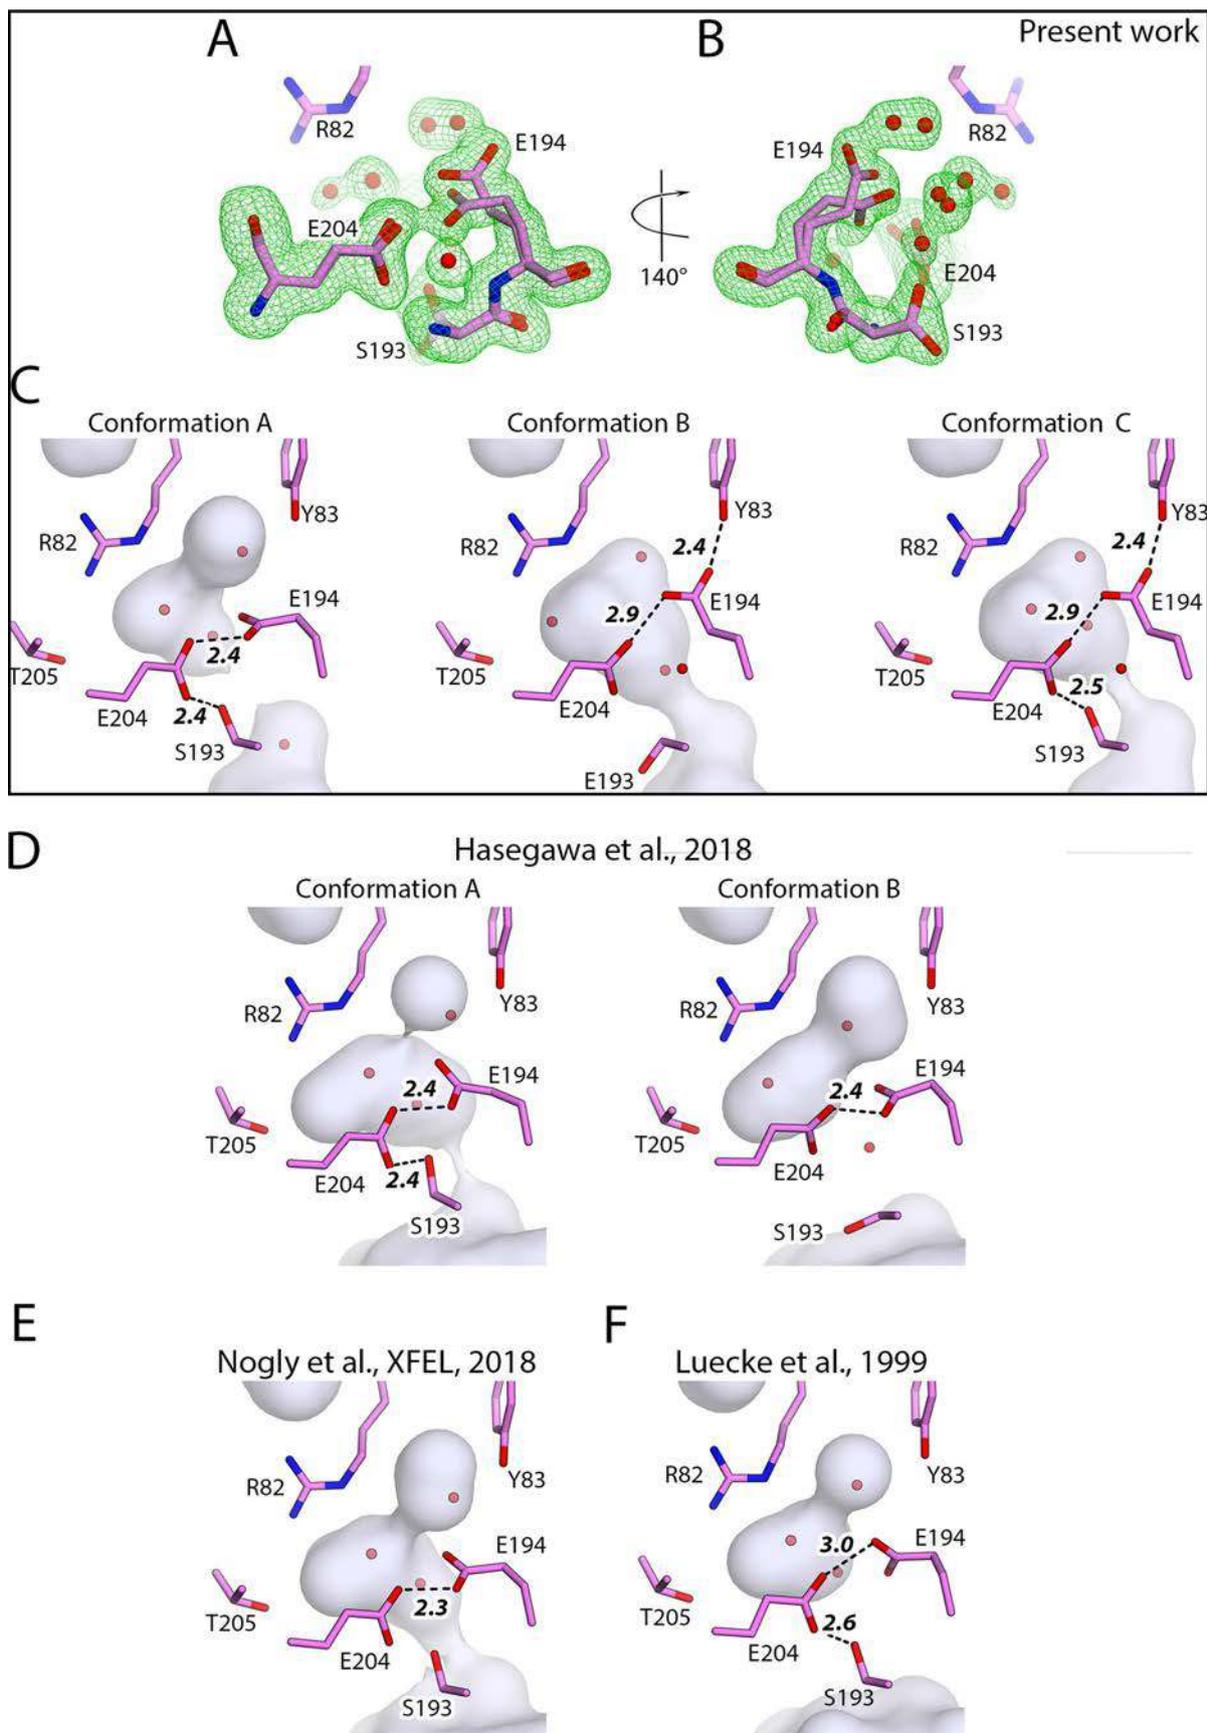 A
B
Present work
R82
E194
E204
S193
140°
E194
R82
E204
S193
C
Conformation A
Conformation B
Conformation C
R82
Y83
E194
T205
2.4
E204
2.4
S193
R82
Y83
2.4
2.9
E194
T205
E204
E193
R82
Y83
2.4
2.9
E194
T205
E204
2.5
S193
D
Hasegawa et al., 2018
Conformation A
Conformation B
R82
Y83
E194
2.4
T205
E204
2.4
S193
R82
Y83
E194
2.4
T205
E204
S193
E
F
Nogly et al., XFEL, 2018
Luecke et al., 1999
R82
Y83
E194
T205
2.3
E204
S193
R82
Y83
E194
3.0
T205
2.6
E204
S193